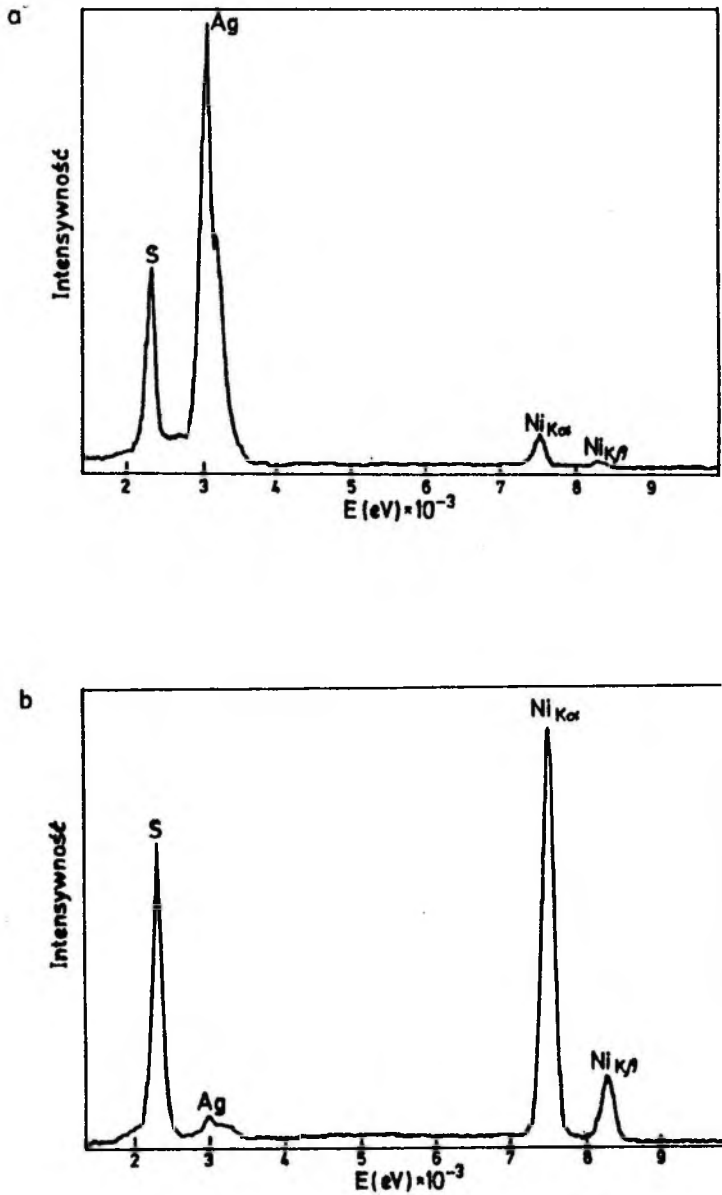 a
Ag
S
Ni Kα
Ni Kβ
Intensywność
2 3 4 5 6 7 8 9
E (eV) × 10⁻³
b
Ni Kα
S
Ni Kβ
Ag
Intensywność
2 3 4 5 6 7 8 9
E (eV) × 10⁻³